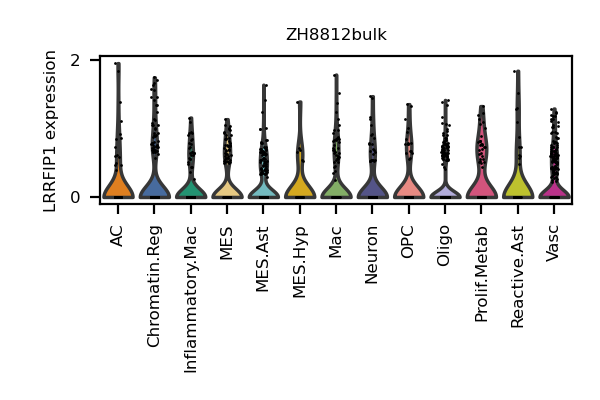 ZH8812bulk
LRRFIP1 expression
2
0
AC
Chromatin.Reg
Inflammatory.Mac
MES
MES.Ast
MES.Hyp
Mac
Neuron
OPC
Oligo
Prolif.Metab
Reactive.Ast
Vasc